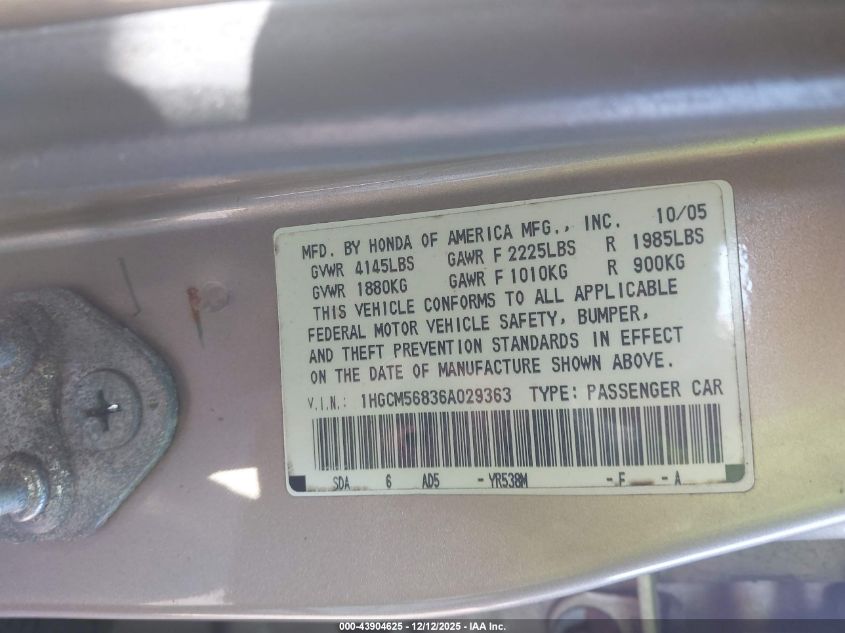 MFD. BY HONDA OF AMERICA MFG., INC. 10/05
GVWR 4145LBS GAWR F 2225LBS R 1985LBS
GVWR 1880KG GAWR F 1010KG R 900KG
THIS VEHICLE CONFORMS TO ALL APPLICABLE
FEDERAL MOTOR VEHICLE SAFETY, BUMPER,
AND THEFT PREVENTION STANDARDS IN EFFECT
ON THE DATE OF MANUFACTURE SHOWN ABOVE.
V.I.N.: 1HGCM56836A029363 TYPE: PASSENGER CAR
SDA 6 AD5 -YR538M -F -A
000-43904625 - 12/12/2025 - IAA Inc.